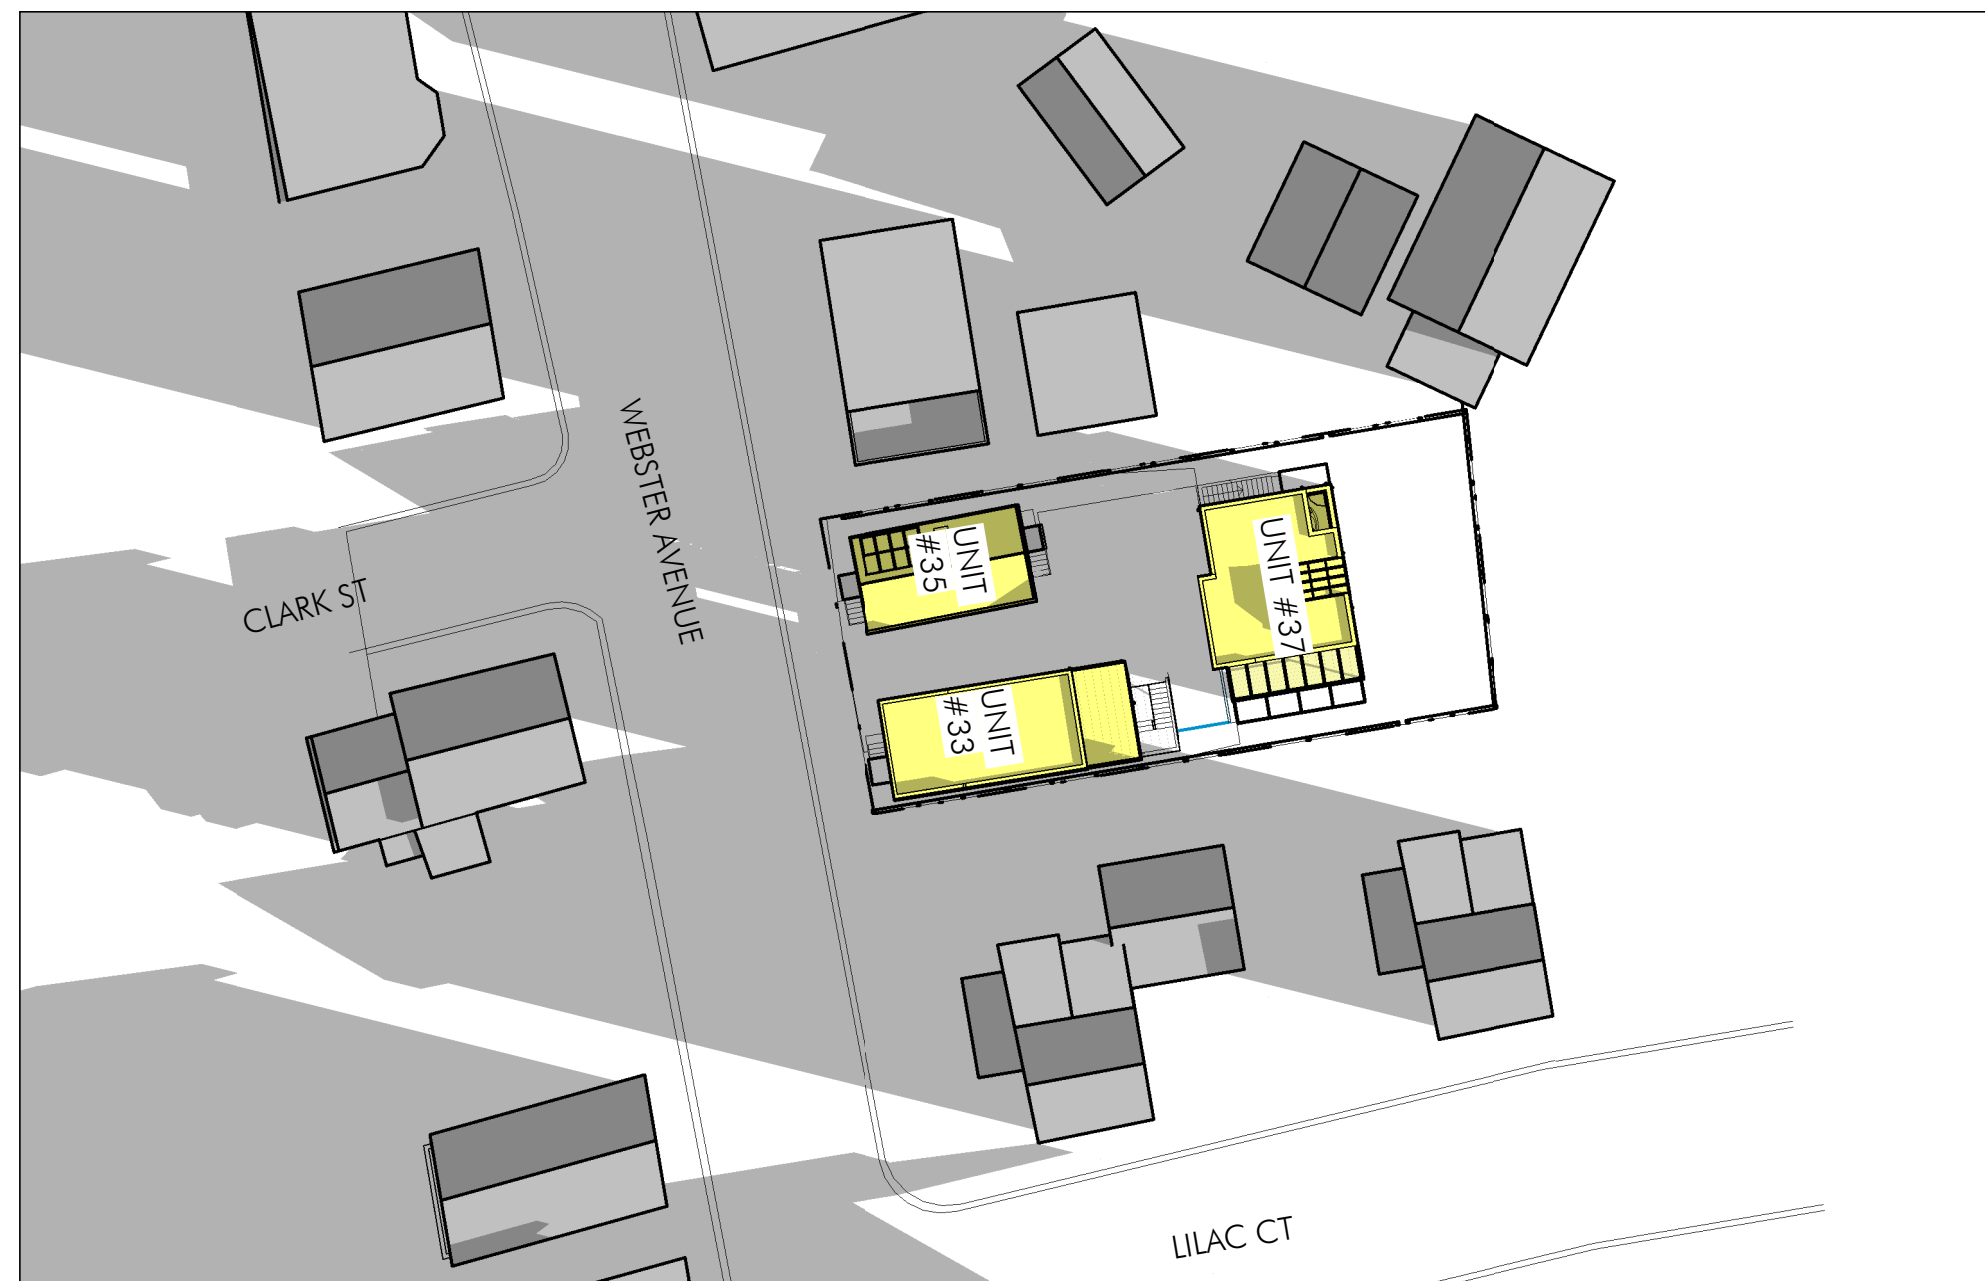 WEBSTER AVENUE
CLARK ST
UNIT
#35
UNIT #37
UNIT
#33
LILAC CT